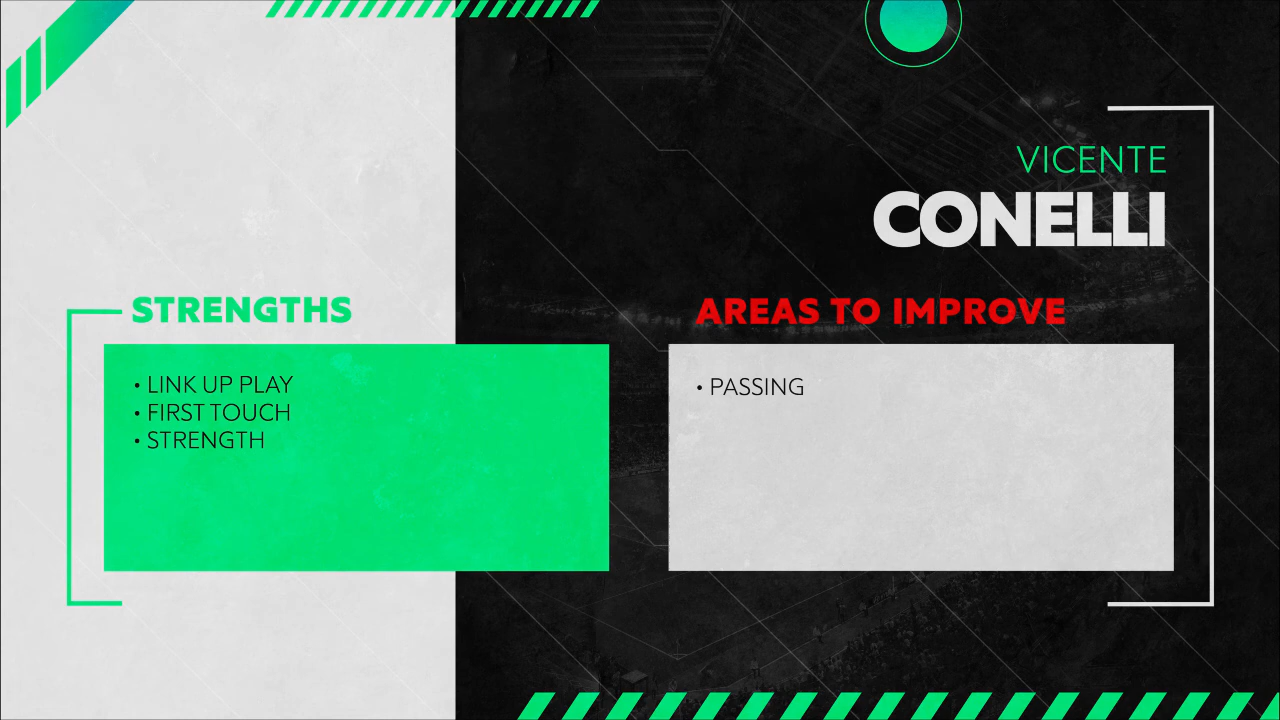 VICENTE
CONELLI
STRENGTHS
• LINK UP PLAY
• FIRST TOUCH
• STRENGTH
AREAS TO IMPROVE
• PASSING